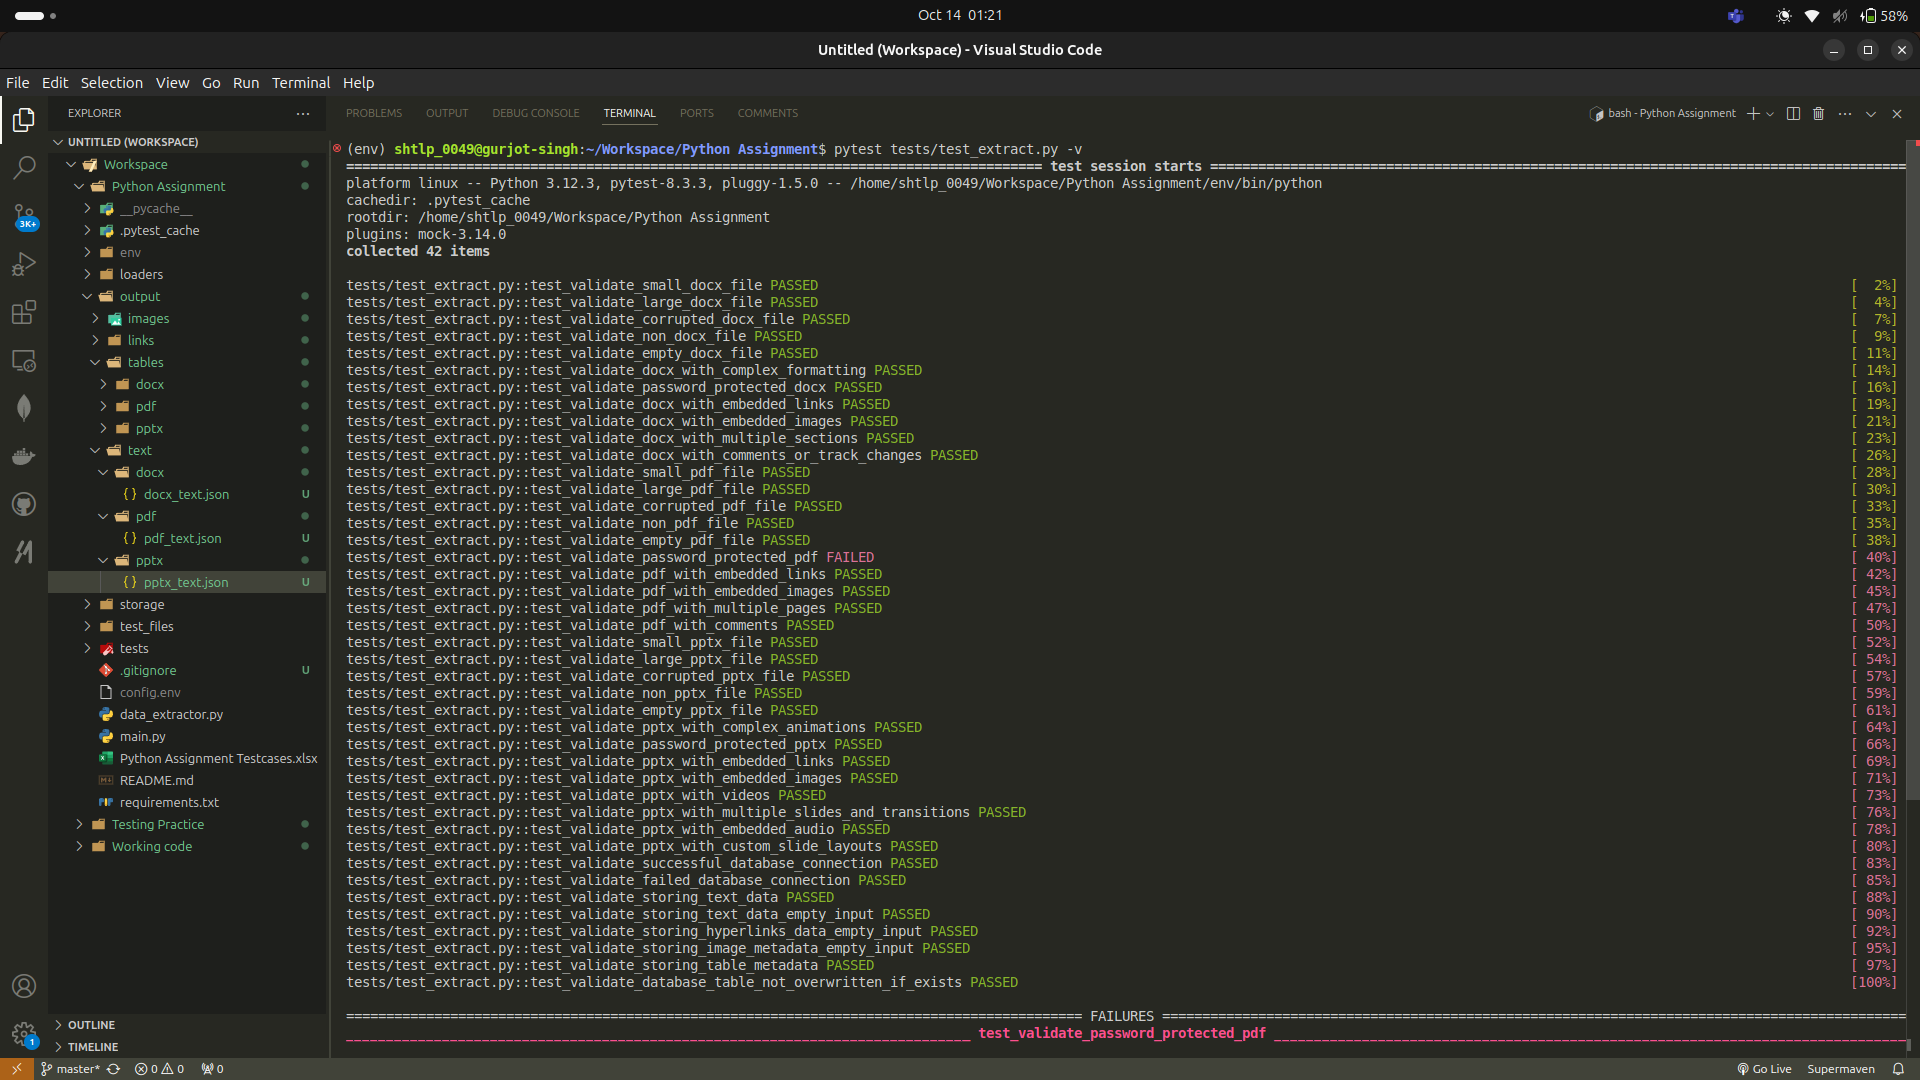 Oct 14 01:21
58%
Untitled (Workspace) - Visual Studio Code
File Edit Selection View Go Run Terminal Help
EXPLORER
UNTITLED (WORKSPACE)
Workspace
Python Assignment
__pycache__
.pytest_cache
env
loaders
output
images
links
tables
docx
pdf
pptx
text
docx
docx_text.json U
pdf
pdf_text.json U
pptx
pptx_text.json U
storage
test_files
tests
.gitignore U
config.env
data_extractor.py
main.py
Python Assignment Testcases.xlsx
README.md
requirements.txt
Testing Practice
Working code
OUTLINE
TIMELINE
3K+
1
PROBLEMS OUTPUT DEBUG CONSOLE TERMINAL PORTS COMMENTS
bash - Python Assignment
(env) shtlp_0049@gurjot-singh:~/Workspace/Python Assignment$ pytest tests/test_extract.py -v
test session starts
platform linux -- Python 3.12.3, pytest-8.3.3, pluggy-1.5.0 -- /home/shtlp_0049/Workspace/Python Assignment/env/bin/python
cachedir: .pytest_cache
rootdir: /home/shtlp_0049/Workspace/Python Assignment
plugins: mock-3.14.0
collected 42 items
tests/test_extract.py::test_validate_small_docx_file PASSED [  2%]
tests/test_extract.py::test_validate_large_docx_file PASSED [  4%]
tests/test_extract.py::test_validate_corrupted_docx_file PASSED [  7%]
tests/test_extract.py::test_validate_non_docx_file PASSED [  9%]
tests/test_extract.py::test_validate_empty_docx_file PASSED [ 11%]
tests/test_extract.py::test_validate_docx_with_complex_formatting PASSED [ 14%]
tests/test_extract.py::test_validate_password_protected_docx PASSED [ 16%]
tests/test_extract.py::test_validate_docx_with_embedded_links PASSED [ 19%]
tests/test_extract.py::test_validate_docx_with_embedded_images PASSED [ 21%]
tests/test_extract.py::test_validate_docx_with_multiple_sections PASSED [ 23%]
tests/test_extract.py::test_validate_docx_with_comments_or_track_changes PASSED [ 26%]
tests/test_extract.py::test_validate_small_pdf_file PASSED [ 28%]
tests/test_extract.py::test_validate_large_pdf_file PASSED [ 30%]
tests/test_extract.py::test_validate_corrupted_pdf_file PASSED [ 33%]
tests/test_extract.py::test_validate_non_pdf_file PASSED [ 35%]
tests/test_extract.py::test_validate_empty_pdf_file PASSED [ 38%]
tests/test_extract.py::test_validate_password_protected_pdf FAILED [ 40%]
tests/test_extract.py::test_validate_pdf_with_embedded_links PASSED [ 42%]
tests/test_extract.py::test_validate_pdf_with_embedded_images PASSED [ 45%]
tests/test_extract.py::test_validate_pdf_with_multiple_pages PASSED [ 47%]
tests/test_extract.py::test_validate_pdf_with_comments PASSED [ 50%]
tests/test_extract.py::test_validate_small_pptx_file PASSED [ 52%]
tests/test_extract.py::test_validate_large_pptx_file PASSED [ 54%]
tests/test_extract.py::test_validate_corrupted_pptx_file PASSED [ 57%]
tests/test_extract.py::test_validate_non_pptx_file PASSED [ 59%]
tests/test_extract.py::test_validate_empty_pptx_file PASSED [ 61%]
tests/test_extract.py::test_validate_pptx_with_complex_animations PASSED [ 64%]
tests/test_extract.py::test_validate_password_protected_pptx PASSED [ 66%]
tests/test_extract.py::test_validate_pptx_with_embedded_links PASSED [ 69%]
tests/test_extract.py::test_validate_pptx_with_embedded_images PASSED [ 71%]
tests/test_extract.py::test_validate_pptx_with_videos PASSED [ 73%]
tests/test_extract.py::test_validate_pptx_with_multiple_slides_and_transitions PASSED [ 76%]
tests/test_extract.py::test_validate_pptx_with_embedded_audio PASSED [ 78%]
tests/test_extract.py::test_validate_pptx_with_custom_slide_layouts PASSED [ 80%]
tests/test_extract.py::test_validate_successful_database_connection PASSED [ 83%]
tests/test_extract.py::test_validate_failed_database_connection PASSED [ 85%]
tests/test_extract.py::test_validate_storing_text_data PASSED [ 88%]
tests/test_extract.py::test_validate_storing_text_data_empty_input PASSED [ 90%]
tests/test_extract.py::test_validate_storing_hyperlinks_data_empty_input PASSED [ 92%]
tests/test_extract.py::test_validate_storing_image_metadata_empty_input PASSED [ 95%]
tests/test_extract.py::test_validate_storing_table_metadata PASSED [ 97%]
tests/test_extract.py::test_validate_database_table_not_overwritten_if_exists PASSED [100%]
FAILURES
test_validate_password_protected_pdf
master* 0 0 0
Go Live Supermaven